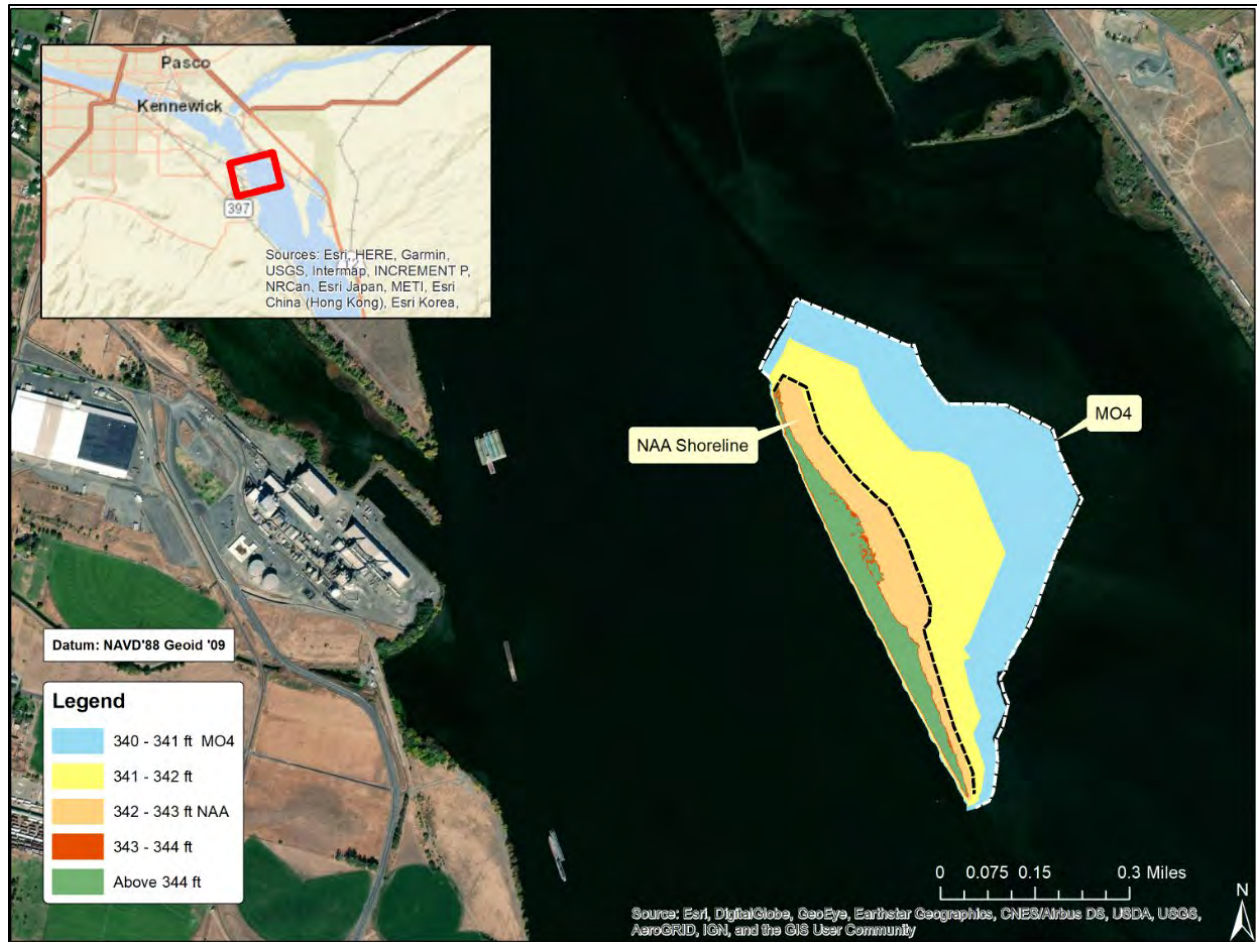 Pasco
Kennewick
397
Sources: Esri, HERE, Garmin,
USGS, Intermap, INCREMENT P,
NRCan, Esri Japan, METI, Esri
China (Hong Kong), Esri Korea,
NAA Shoreline
MO4
Datum: NAVD'88 Geoid '09
Legend
340 - 341 ft MO4
341 - 342 ft
342 - 343 ft NAA
343 - 344 ft
Above 344 ft
0 0.075 0.15 0.3 Miles
N
Source: Esri, DigitalGlobe, GeoEye, Earthstar Geographics, CNES/Airbus DS, USDA, USGS,
AeroGRID, IGN, and the GIS User Community